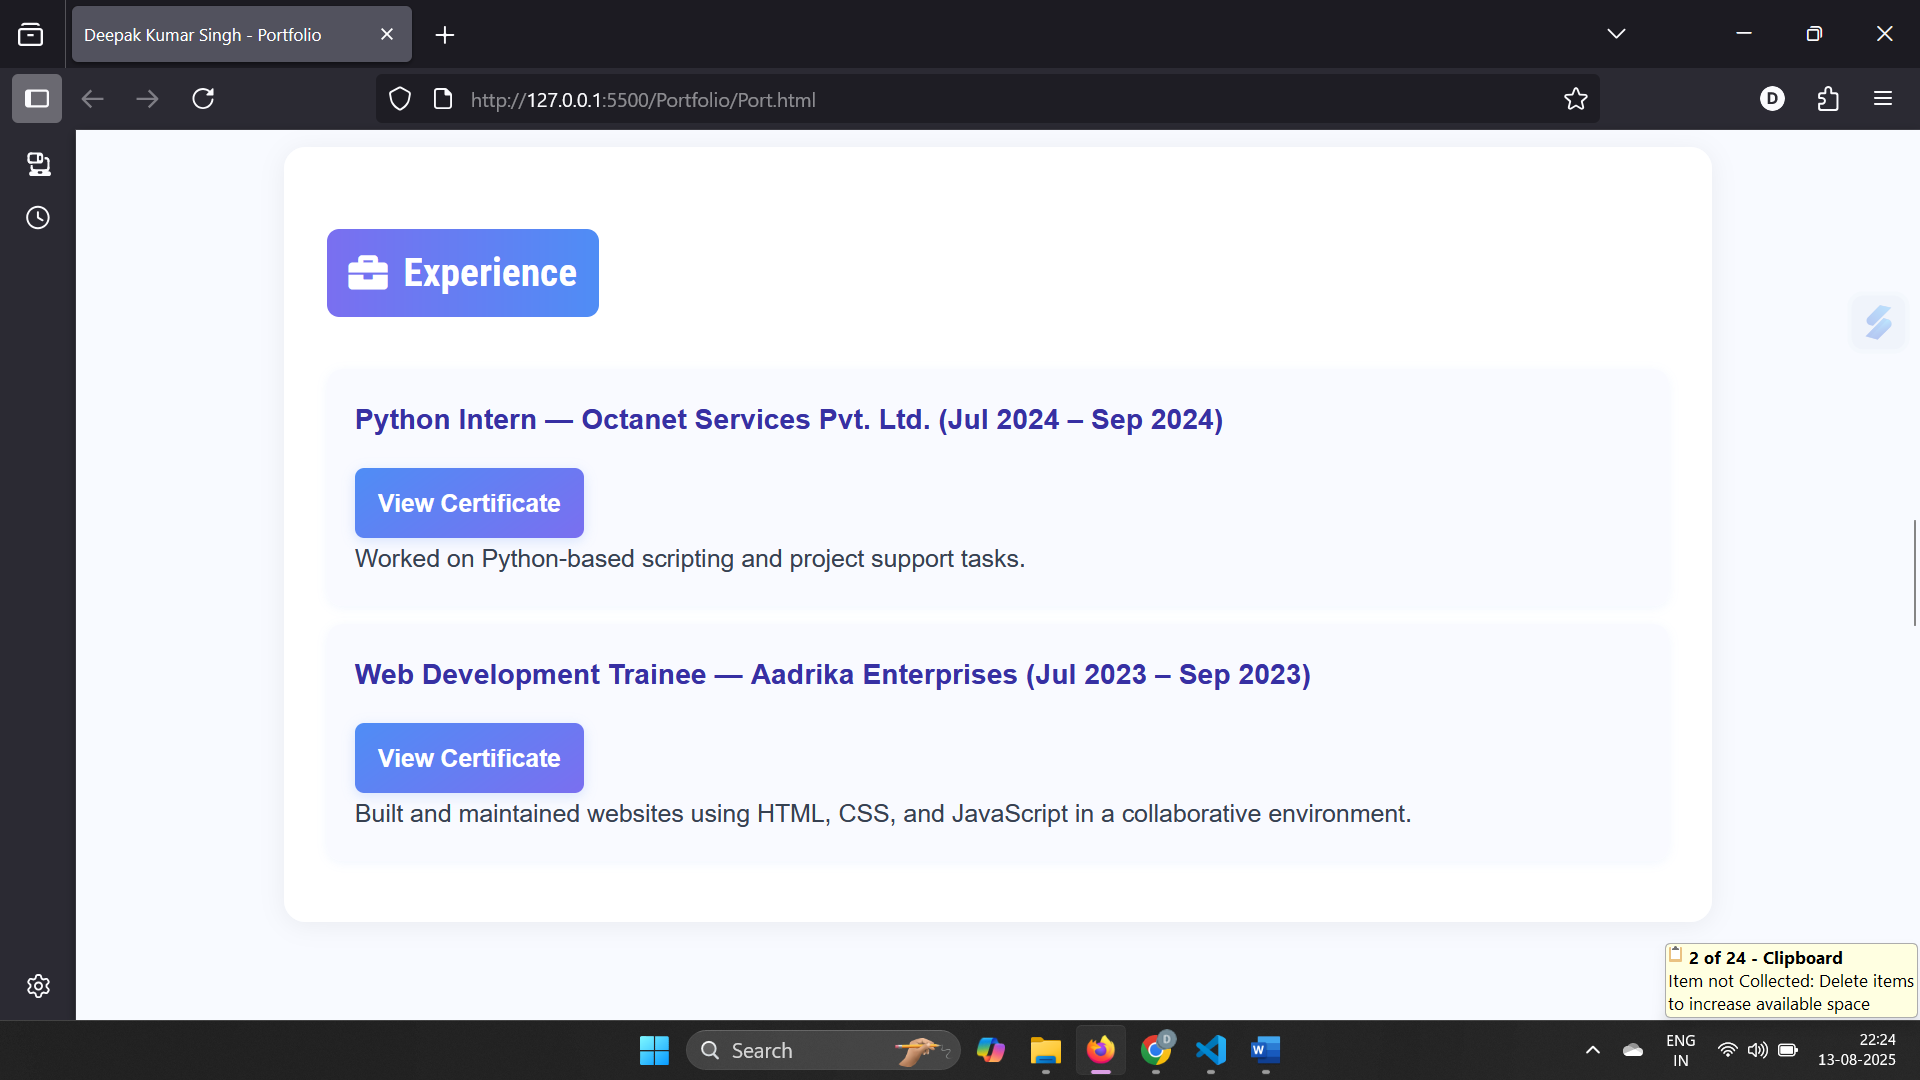 Deepak Kumar Singh - Portfolio
http://127.0.0.1:5500/Portfolio/Port.html
D
Experience
Python Intern — Octanet Services Pvt. Ltd. (Jul 2024 – Sep 2024)
View Certificate
Worked on Python-based scripting and project support tasks.
Web Development Trainee — Aadrika Enterprises (Jul 2023 – Sep 2023)
View Certificate
Built and maintained websites using HTML, CSS, and JavaScript in a collaborative environment.
2 of 24 - Clipboard
Item not Collected: Delete items
to increase available space
Search
D
W
ENG
IN
22:24
13-08-2025